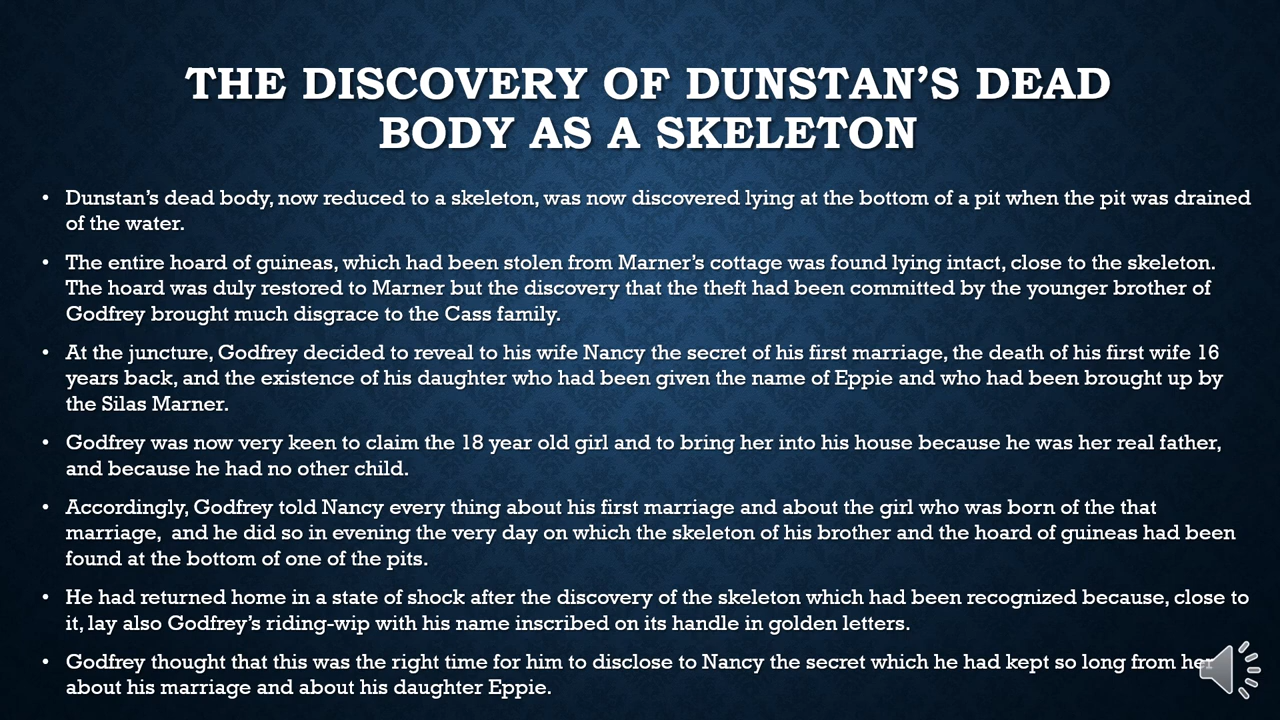 THE DISCOVERY OF DUNSTAN’S DEAD
BODY AS A SKELETON
• Dunstan’s dead body, now reduced to a skeleton, was now discovered lying at the bottom of a pit when the pit was drained
of the water.
• The entire hoard of guineas, which had been stolen from Marner’s cottage was found lying intact, close to the skeleton.
The hoard was duly restored to Marner but the discovery that the theft had been committed by the younger brother of
Godfrey brought much disgrace to the Cass family.
• At the juncture, Godfrey decided to reveal to his wife Nancy the secret of his first marriage, the death of his first wife 16
years back, and the existence of his daughter who had been given the name of Eppie and who had been brought up by
the Silas Marner.
• Godfrey was now very keen to claim the 18 year old girl and to bring her into his house because he was her real father,
and because he had no other child.
• Accordingly, Godfrey told Nancy every thing about his first marriage and about the girl who was born of the that
marriage, and he did so in evening the very day on which the skeleton of his brother and the hoard of guineas had been
found at the bottom of one of the pits.
• He had returned home in a state of shock after the discovery of the skeleton which had been recognized because, close to
it, lay also Godfrey’s riding-wip with his name inscribed on its handle in golden letters.
• Godfrey thought that this was the right time for him to disclose to Nancy the secret which he had kept so long from her
about his marriage and about his daughter Eppie.